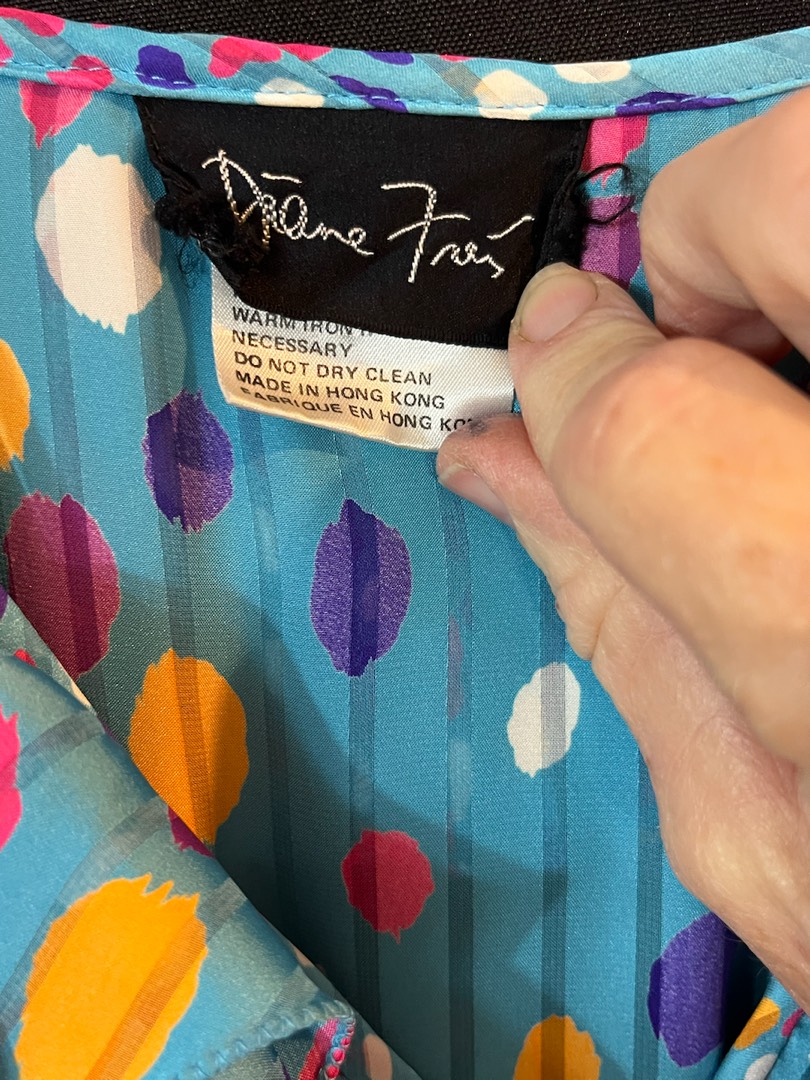 Diane Freis
WARM IRON
NECESSARY
DO NOT DRY CLEAN
MADE IN HONG KONG
FABRIQUE EN HONG